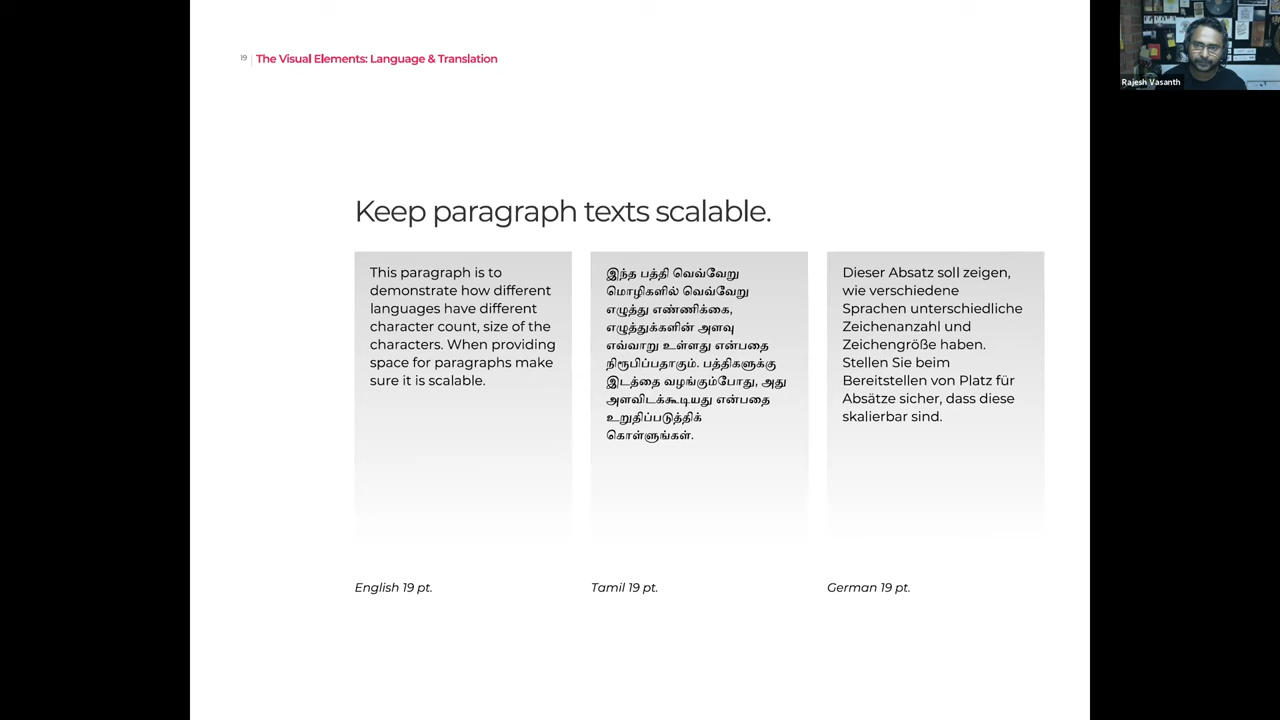 19 | The Visual Elements: Language & Translation
Rajesh Vasanth
Keep paragraph texts scalable.
This paragraph is to
demonstrate how different
languages have different
character count, size of the
characters. When providing
space for paragraphs make
sure it is scalable.
இந்த பத்தி வெவ்வேறு
மொழிகளில் வெவ்வேறு
எழுத்து எண்ணிக்கை,
எழுத்துக்களின் அளவு
எவ்வாறு உள்ளது என்பதை
நிரூபிப்பதாகும். பத்திகளுக்கு
இடத்தை வழங்கும்போது, அது
அளவிடக்கூடியது என்பதை
உறுதிப்படுத்திக்
கொள்ளுங்கள்.
Dieser Absatz soll zeigen,
wie verschiedene
Sprachen unterschiedliche
Zeichenanzahl und
Zeichengröße haben.
Stellen Sie beim
Bereitstellen von Platz für
Absätze sicher, dass diese
skalierbar sind.
English 19 pt.
Tamil 19 pt.
German 19 pt.